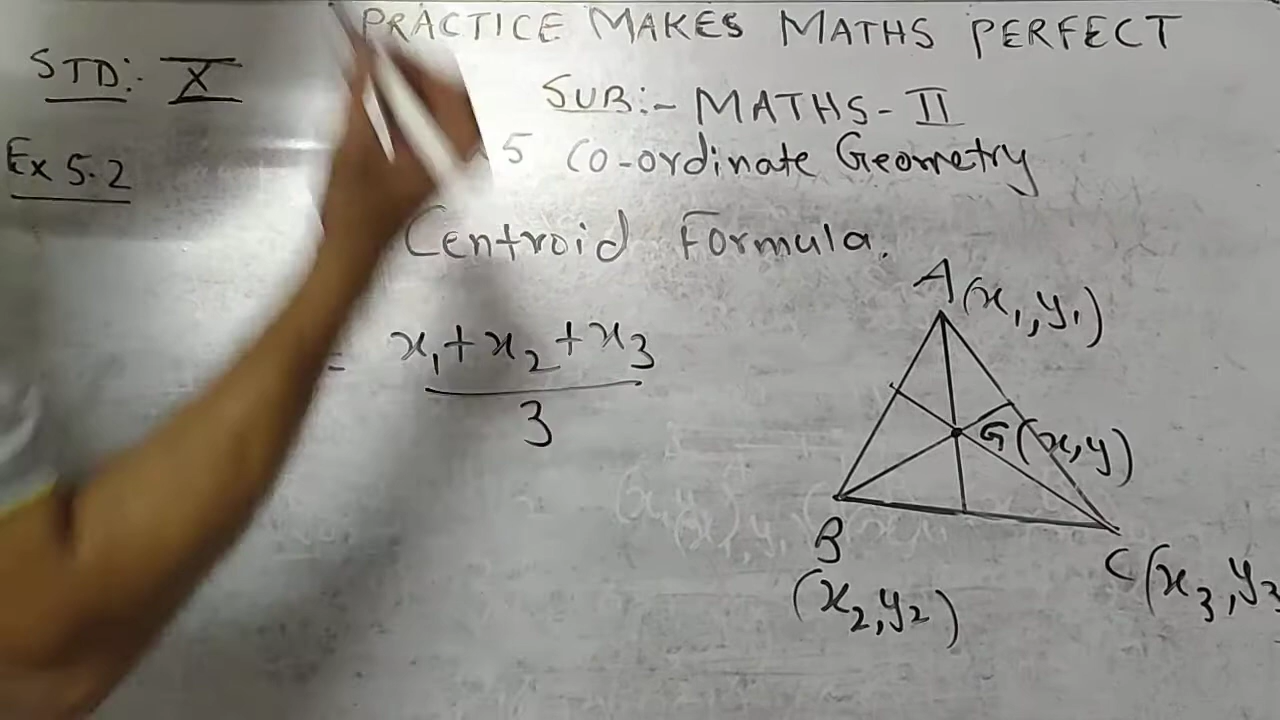 PRACTICE MAKES MATHS PERFECT
STD:- X
SUB:- MATHS-II
Ex 5.2
5 Co-ordinate Geometry
Centroid Formula.
A(x₁,y₁)
= x₁+x₂+x₃
3
G(x,y)
B
(x₂,y₂)
C(x₃,y₃